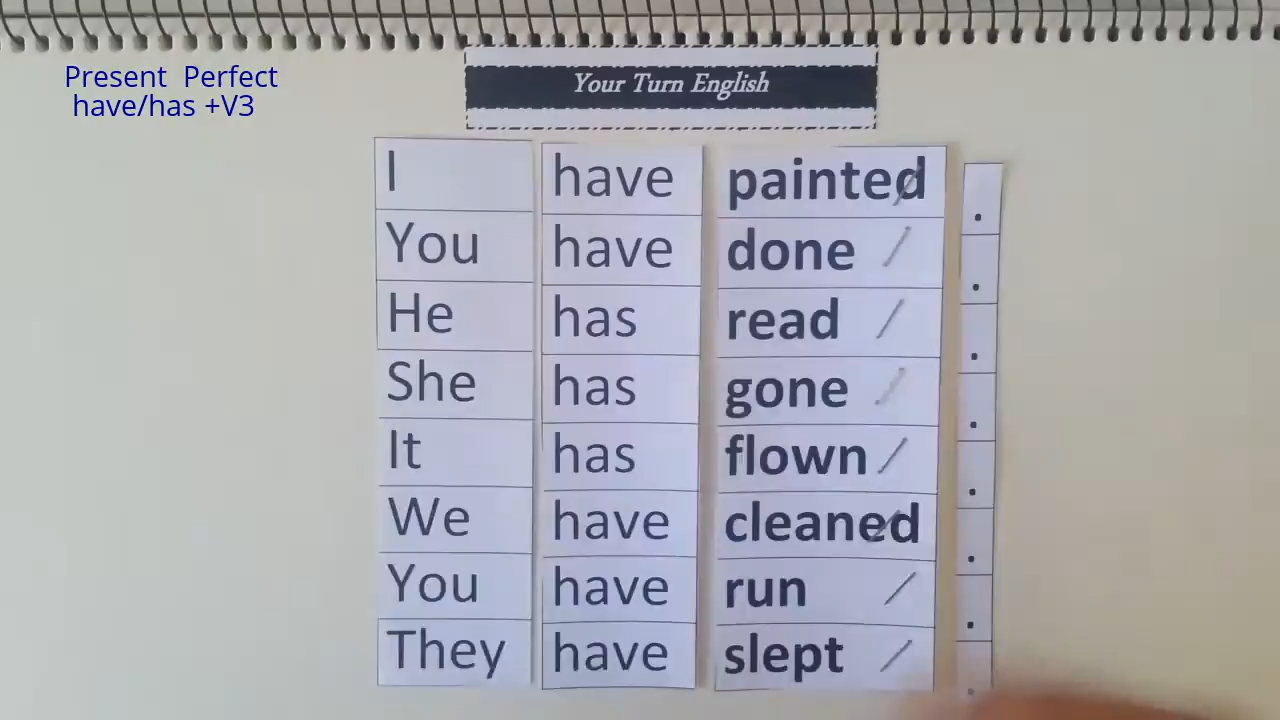 Present Perfect
have/has +V3
Your Turn English
I have painted .
You have done .
He has read .
She has gone .
It has flown .
We have cleaned .
You have run .
They have slept .